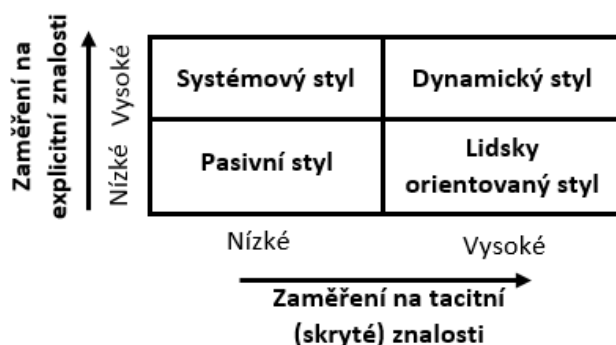 Zaměření na
explicitní znalosti
Vysoké
Nízké
Systémový styl
Dynamický styl
Pasivní styl
Lidsky
orientovaný styl
Nízké
Vysoké
Zaměření na tacitní
(skryté) znalosti